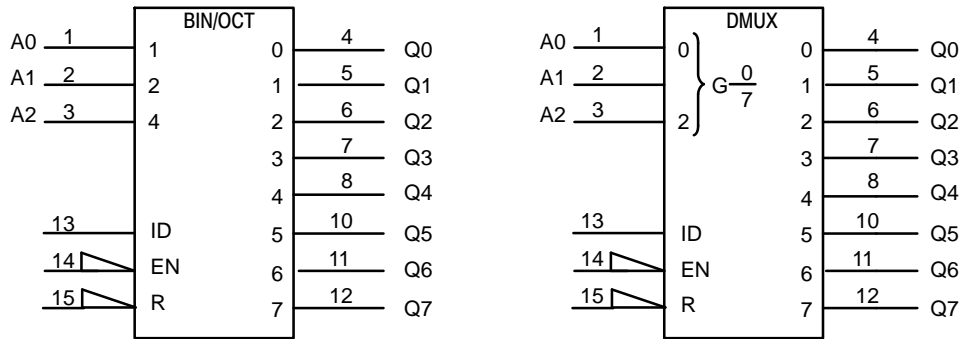 BIN/OCT
A0 1 1 0 4 Q0
A1 2 2 1 5 Q1
A2 3 4 2 6 Q2
3 7 Q3
4 8 Q4
13 ID 5 10 Q5
14 EN 6 11 Q6
15 R 7 12 Q7
DMUX
A0 1 0 0 4 Q0
A1 2 G 0/7 1 5 Q1
A2 3 2 2 6 Q2
3 7 Q3
4 8 Q4
13 ID 5 10 Q5
14 EN 6 11 Q6
15 R 7 12 Q7